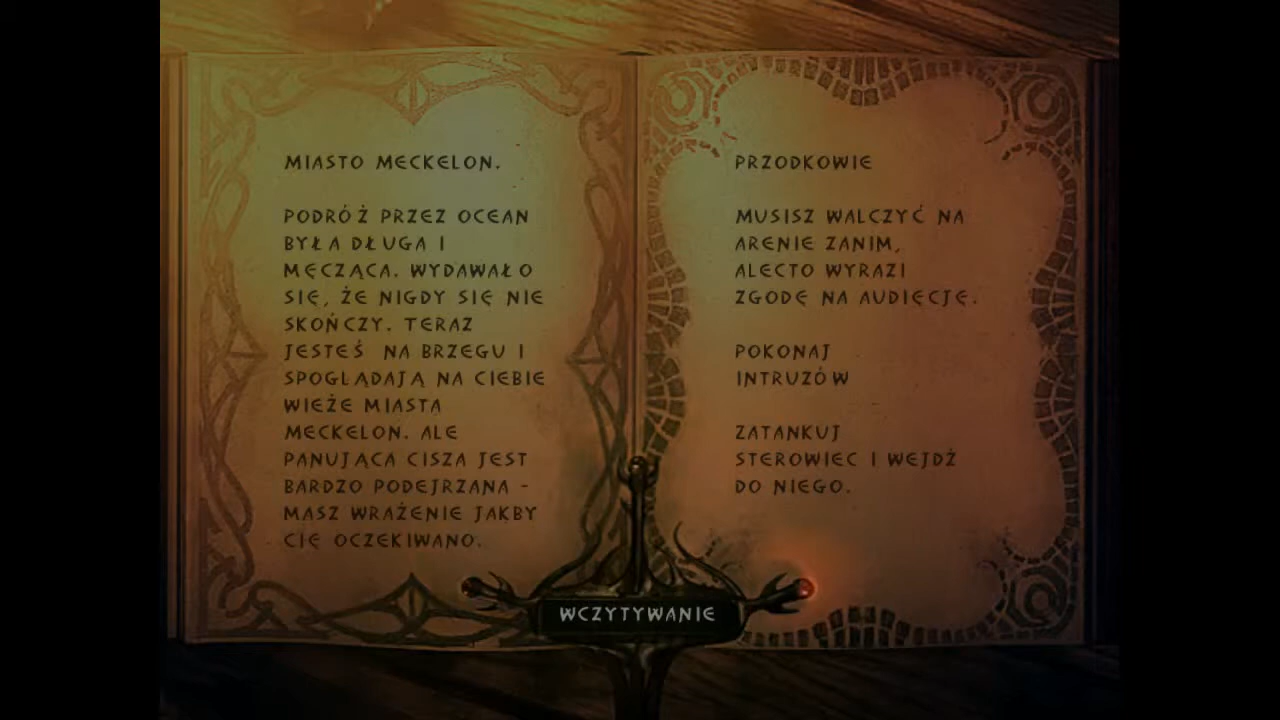 MIASTO MECKELON.
PODRÓŻ PRZEZ OCEAN
BYŁA DŁUGA I
MĘCZĄCA. WYDAWAŁO
SIĘ, ŻE NIGDY SIĘ NIE
SKOŃCZY. TERAZ
JESTEŚ NA BRZEGU I
SPOGLĄDAJĄ NA CIEBIE
WIEŻE MIASTA
MECKELON. ALE
PANUJĄCA CISZA JEST
BARDZO PODEJRZANA -
MASZ WRAŻENIE JAKBY
CIĘ OCZEKIWANO.
PRZODKOWIE
MUSISZ WALCZYĆ NA
ARENIE ZANIM,
ALECTO WYRAZI
ZGODĘ NA AUDIĘCJĘ.
POKONAJ
INTRUZÓW
ZATANKUJ
STEROWIEC I WEJDŹ
DO NIEGO.
WCZYTYWANIE